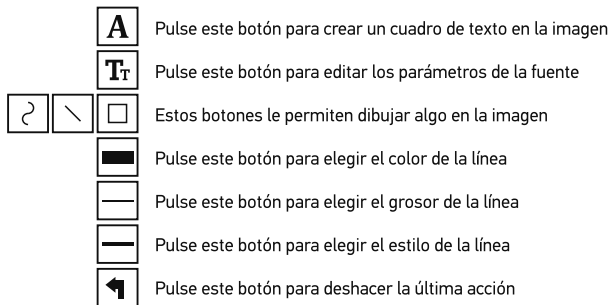 A Pulse este botón para crear un cuadro de texto en la imagen
TT Pulse este botón para editar los parámetros de la fuente
Estos botones le permiten dibujar algo en la imagen
Pulse este botón para elegir el color de la línea
Pulse este botón para elegir el grosor de la línea
Pulse este botón para elegir el estilo de la línea
Pulse este botón para deshacer la última acción